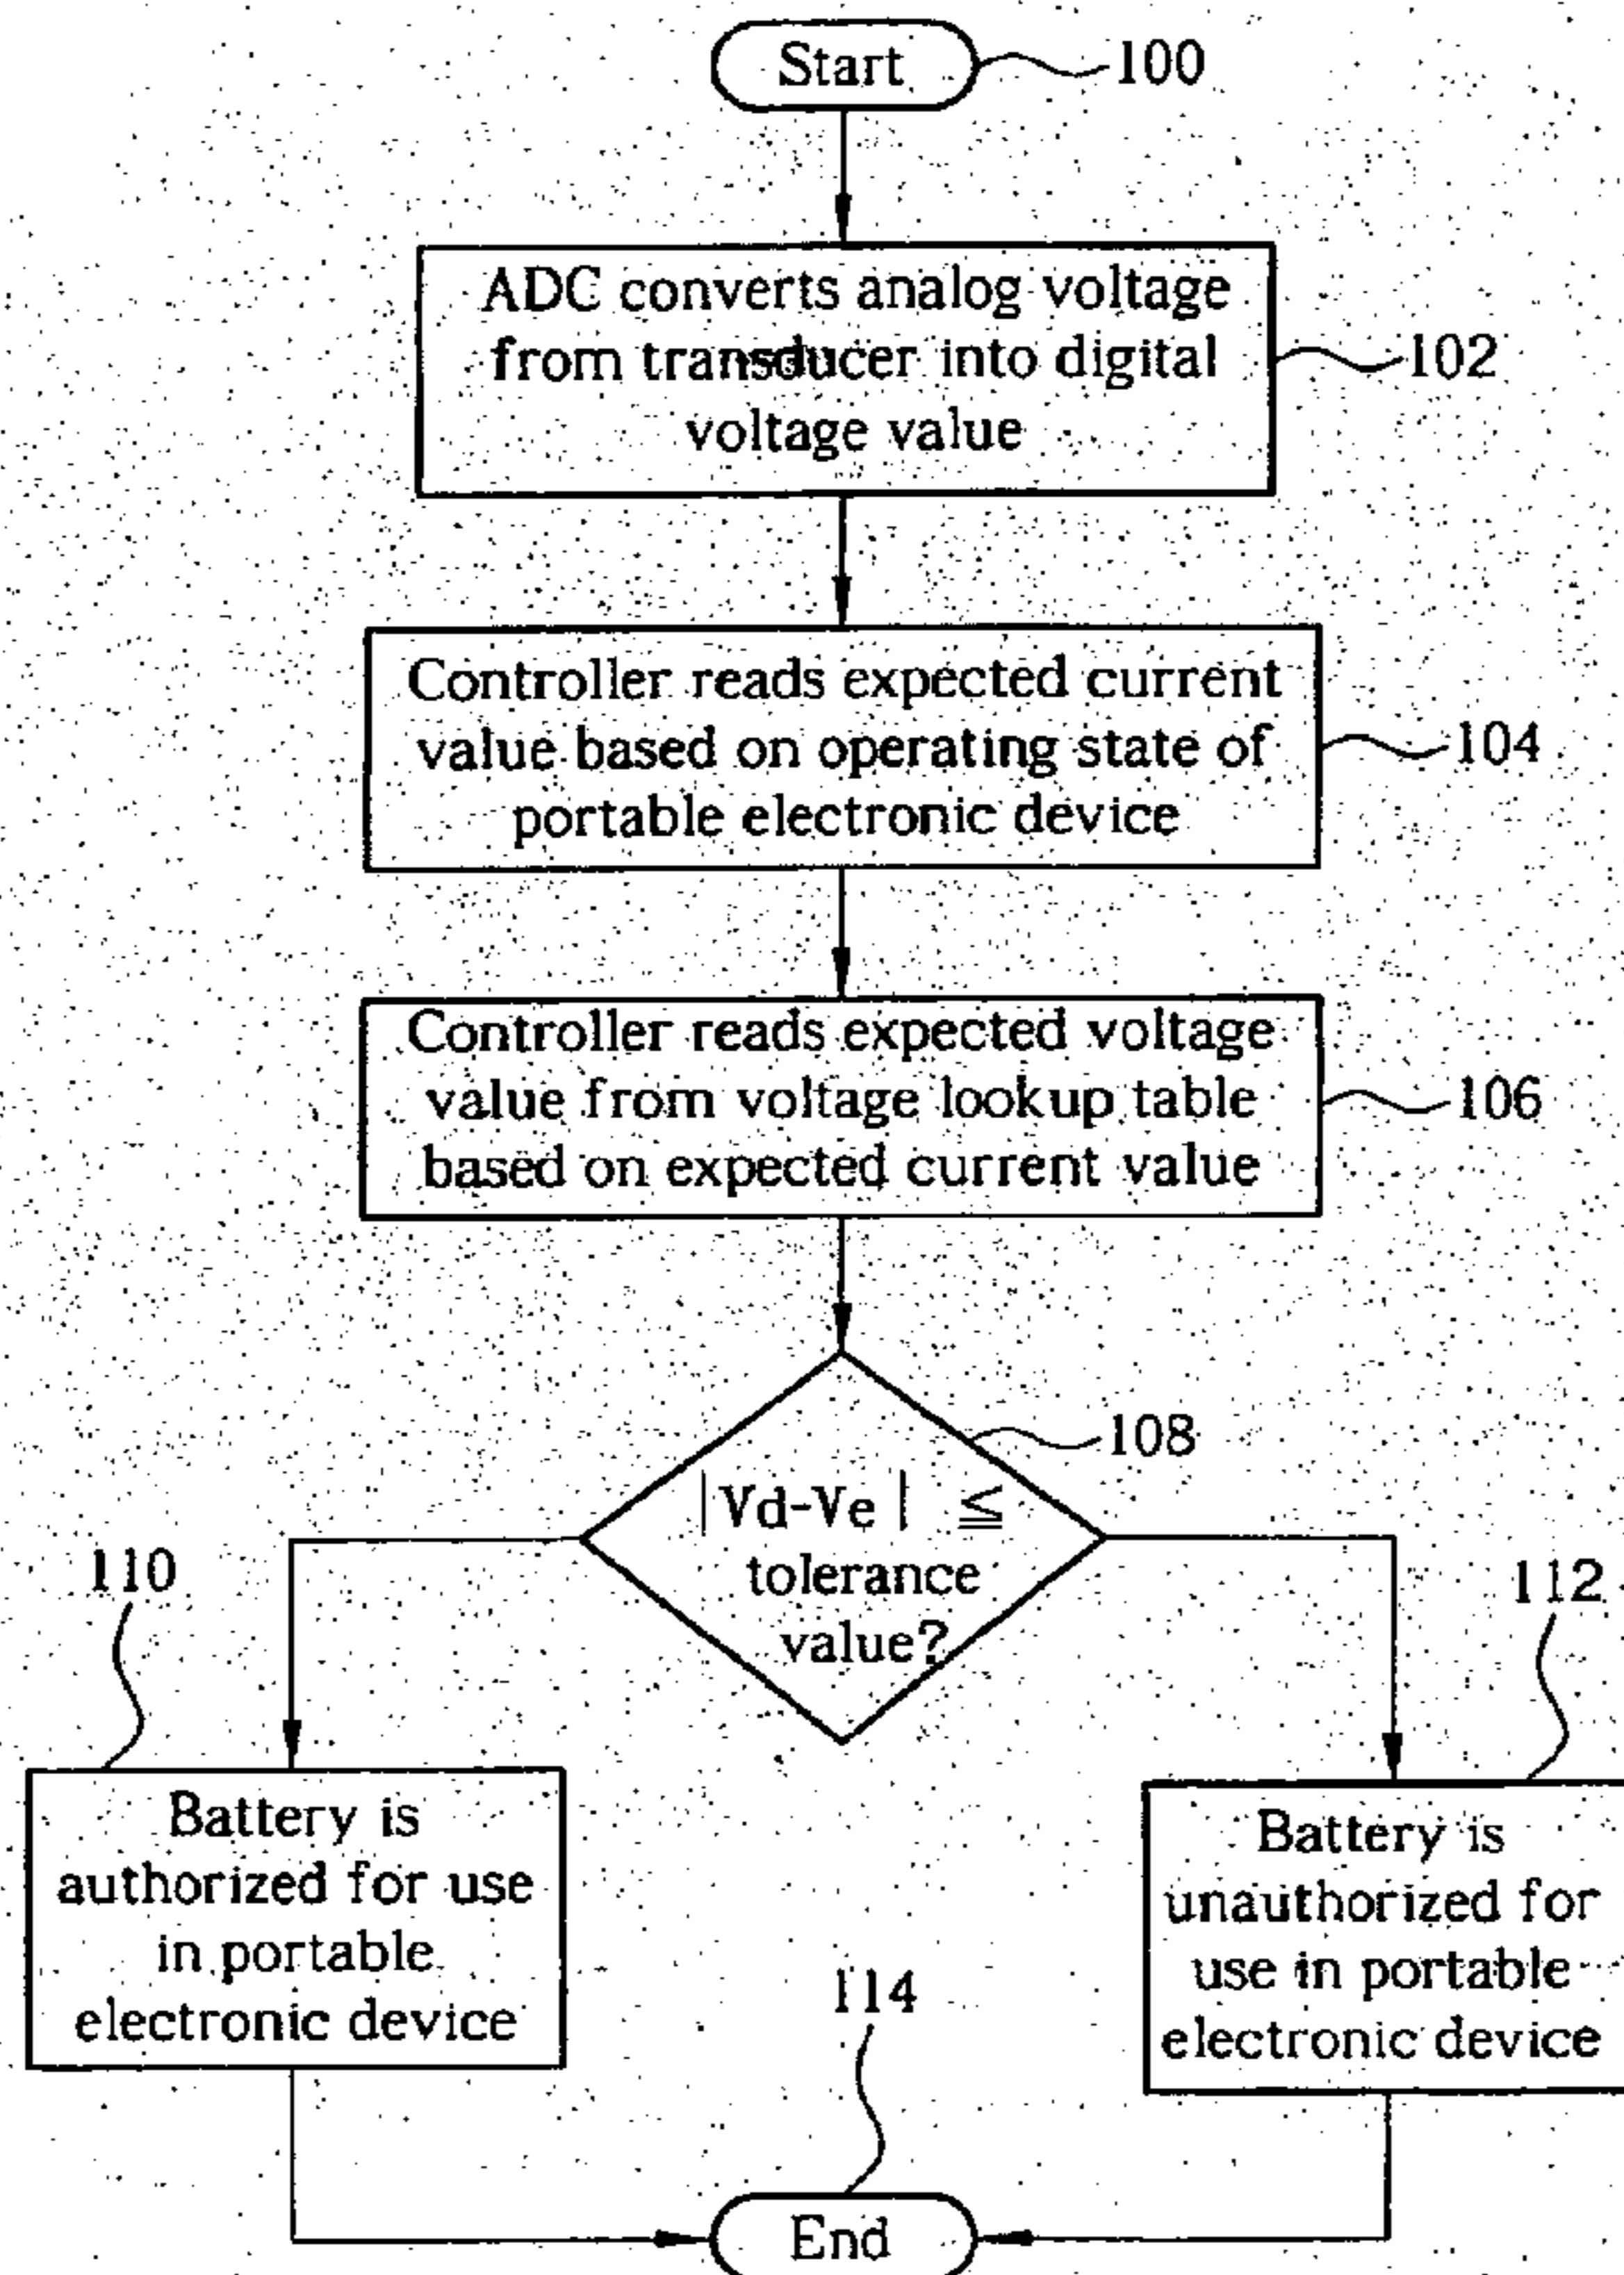 Start
100
ADC converts analog voltage
from transducer into digital
voltage value
102
Controller reads expected current
value based on operating state of
portable electronic device
104
Controller reads expected voltage
value from voltage lookup table
based on expected current value
106
108
|Vd-Ve| ≦
tolerance
value?
110
112
Battery is
authorized for use
in portable
electronic device
Battery is
unauthorized for
use in portable
electronic device
114
End